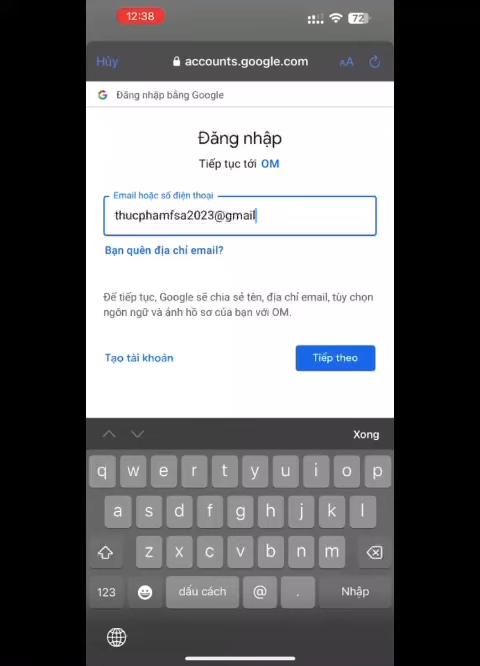 12:38
72
Hủy
accounts.google.com
AA
Đăng nhập bằng Google
Đăng nhập
Tiếp tục tới OM
Email hoặc số điện thoại
thucphamfsa2023@gmail
Bạn quên địa chỉ email?
Để tiếp tục, Google sẽ chia sẻ tên, địa chỉ email, tùy chọn
ngôn ngữ và ảnh hồ sơ của bạn với OM.
Tạo tài khoản
Tiếp theo
Xong
q w e r t y u i o p
a s d f g h j k l
z x c v b n m
123
dấu cách
@
.
Nhập